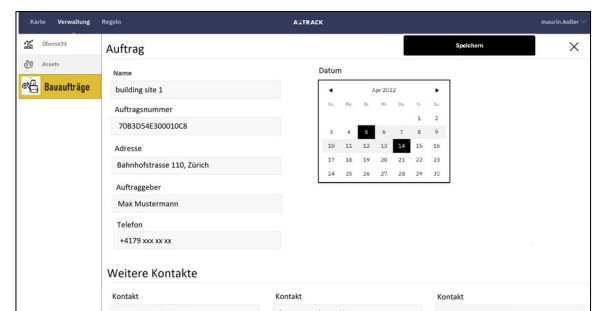 Karte Verwaltung Regeln AXTRACK maurin.koller
Übersicht
Assets
Bauaufträge
Auftrag
Speichern
Name
building site 1
Auftragsnummer
70B3D54E300010C8
Adresse
Bahnhofstrasse 110, Zürich
Auftraggeber
Max Mustermann
Telefon
+4179 xxx xx xx
Datum
Apr 2022
So. Mo. Di. Mi. Do. Fr. Sa.
1 2
3 4 5 6 7 8 9
10 11 12 13 14 15 16
17 18 19 20 21 22 23
24 25 26 27 28 29 30
Weitere Kontakte
Kontakt Kontakt Kontakt